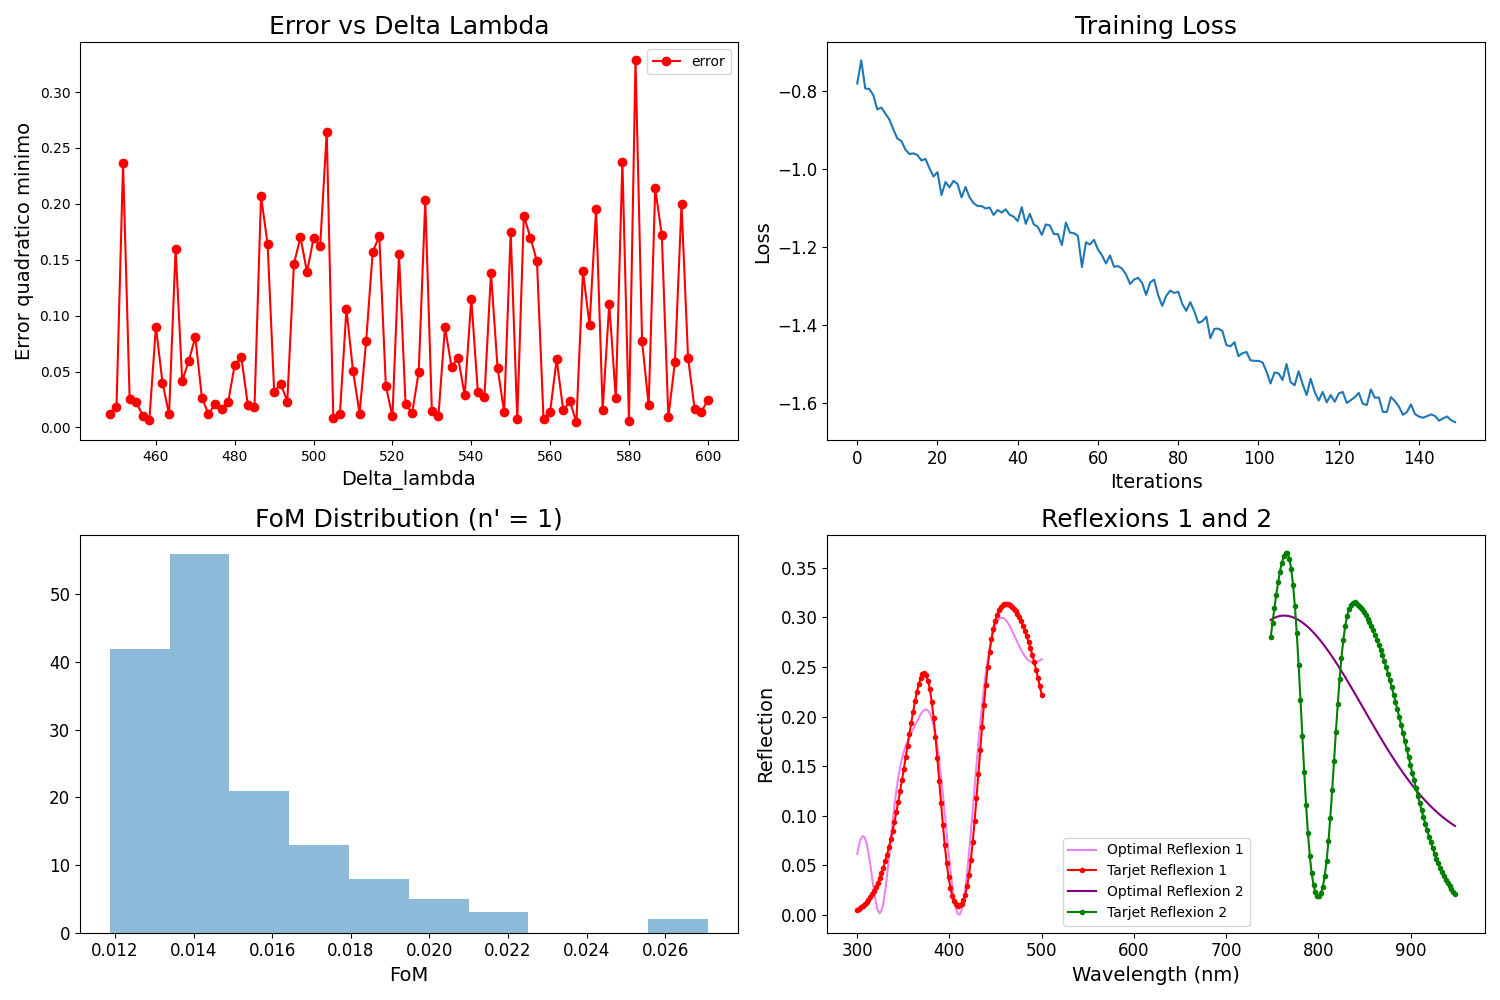 Error vs Delta Lambda
error
Error quadratico minimo
0.30
0.25
0.20
0.15
0.10
0.05
0.00
460 480 500 520 540 560 580 600
Delta_lambda
Training Loss
Loss
−0.8
−1.0
−1.2
−1.4
−1.6
0 20 40 60 80 100 120 140
Iterations
FoM Distribution (n' = 1)
50
40
30
20
10
0
0.012 0.014 0.016 0.018 0.020 0.022 0.024 0.026
FoM
Reflexions 1 and 2
Reflection
0.35
0.30
0.25
0.20
0.15
0.10
0.05
0.00
Optimal Reflexion 1
Tarjet Reflexion 1
Optimal Reflexion 2
Tarjet Reflexion 2
300 400 500 600 700 800 900
Wavelength (nm)